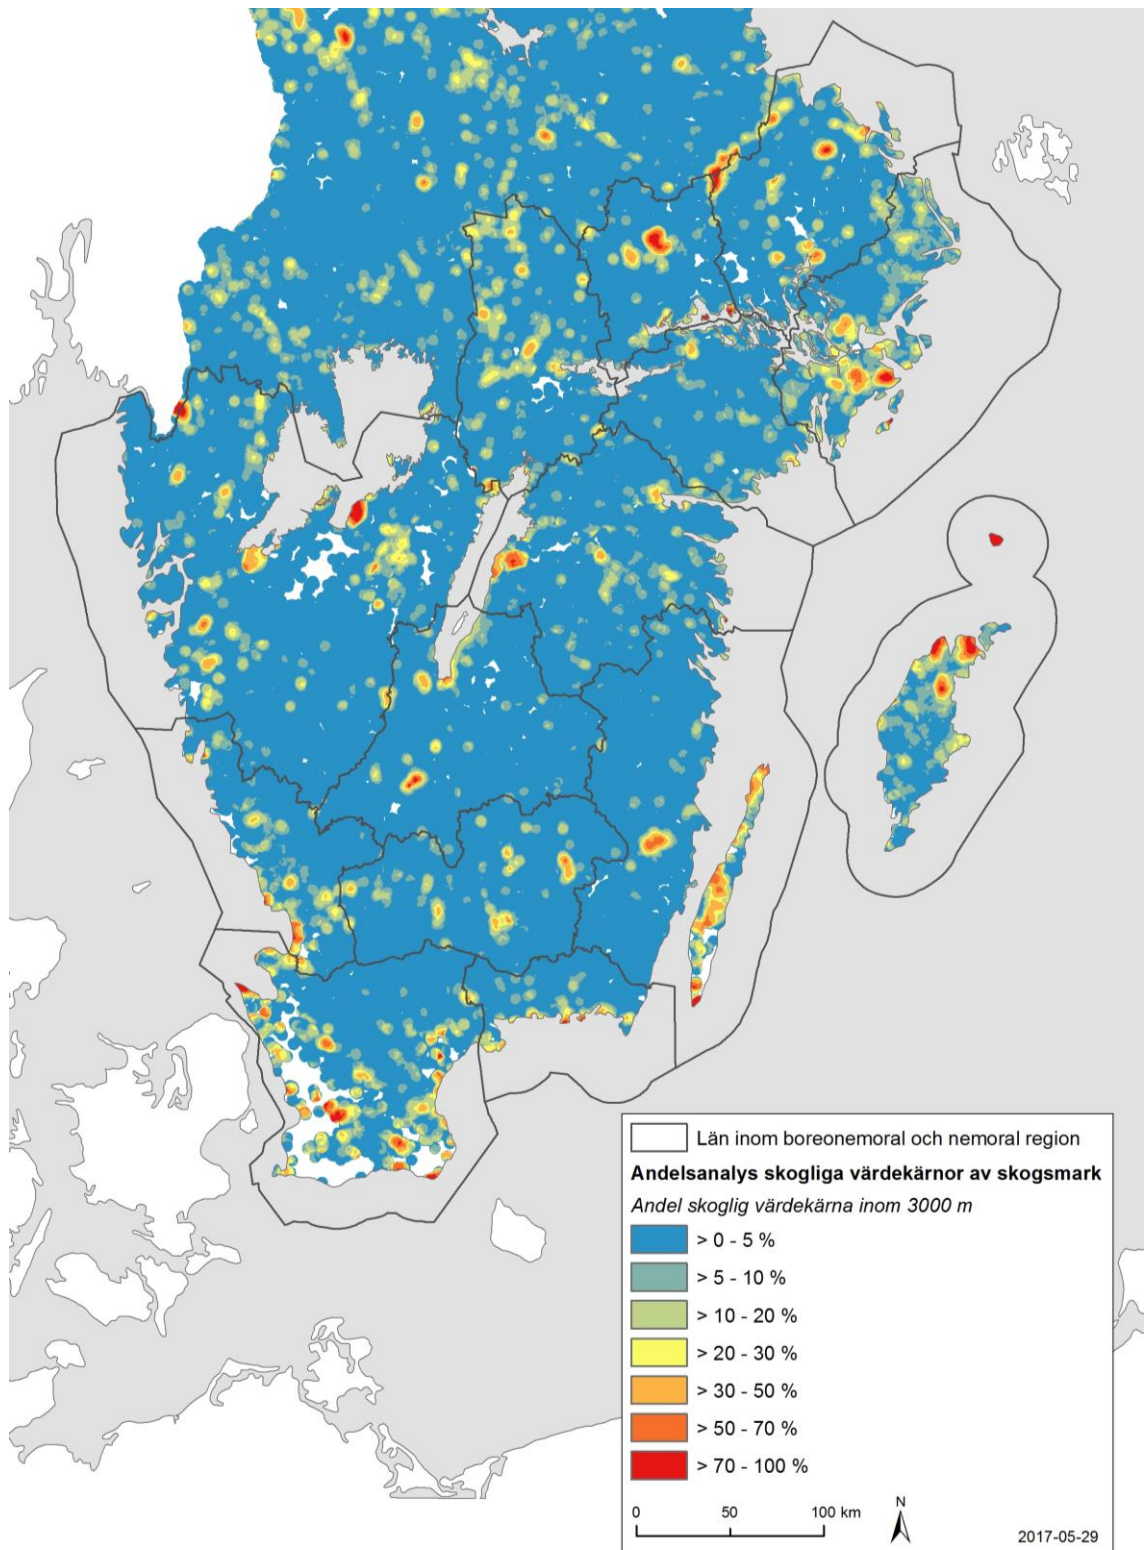 Län inom boreonemoral och nemoral region
Andelsanalys skogliga värdekärnor av skogsmark
Andel skoglig värdekärna inom 3000 m
> 0 - 5 %
> 5 - 10 %
> 10 - 20 %
> 20 - 30 %
> 30 - 50 %
> 50 - 70 %
> 70 - 100 %
0 50 100 km
N
2017-05-29